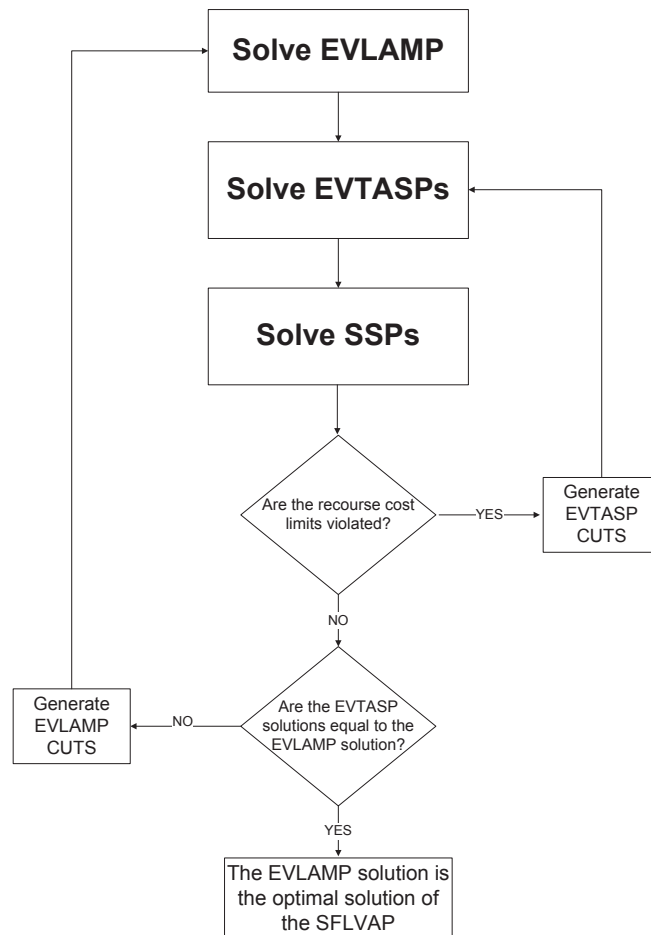 Solve EVLAMP
Solve EVTASPs
Solve SSPs
Are the recourse cost
limits violated?
YES
Generate
EVTASP
CUTS
NO
Are the EVTASP
solutions equal to the
EVLAMP solution?
NO
Generate
EVLAMP
CUTS
YES
The EVLAMP solution is
the optimal solution of
the SFLVAP